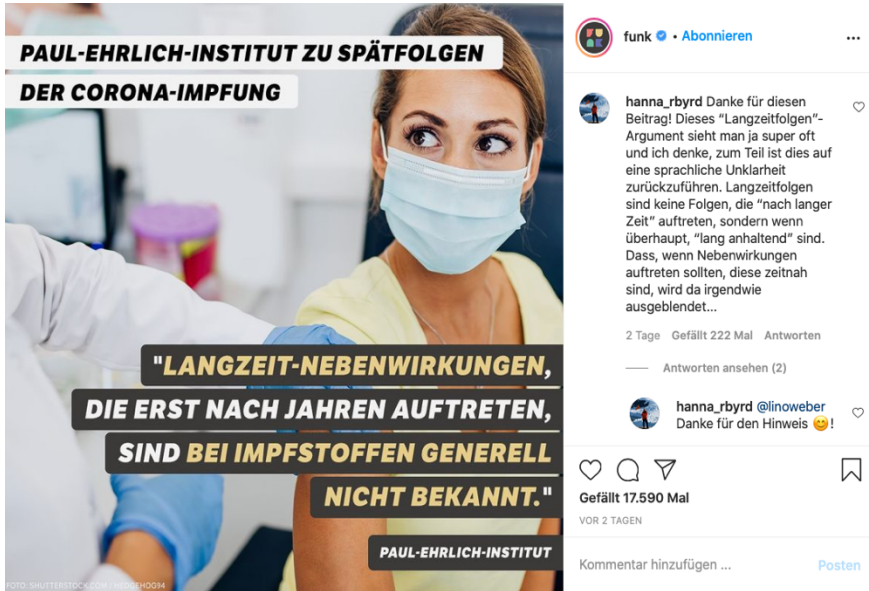 PAUL-EHRLICH-INSTITUT ZU SPÄTFOLGEN
DER CORONA-IMPFUNG
"LANGZEIT-NEBENWIRKUNGEN,
DIE ERST NACH JAHREN AUFTRETEN,
SIND BEI IMPFSTOFFEN GENERELL
NICHT BEKANNT."
PAUL-EHRLICH-INSTITUT
FOTO: SHUTTERSTOCK.COM / HEDGEHOG94
funk • Abonnieren
hanna_rbyrd Danke für diesen
Beitrag! Dieses “Langzeitfolgen”-
Argument sieht man ja super oft
und ich denke, zum Teil ist dies auf
eine sprachliche Unklarheit
zurückzuführen. Langzeitfolgen
sind keine Folgen, die “nach langer
Zeit” auftreten, sondern wenn
überhaupt, “lang anhaltend” sind.
Dass, wenn Nebenwirkungen
auftreten sollten, diese zeitnah
sind, wird da irgendwie
ausgeblendet...
2 Tage Gefällt 222 Mal Antworten
Antworten ansehen (2)
hanna_rbyrd @linoweber
Danke für den Hinweis 😊!
Gefällt 17.590 Mal
VOR 2 TAGEN
Kommentar hinzufügen ... Posten